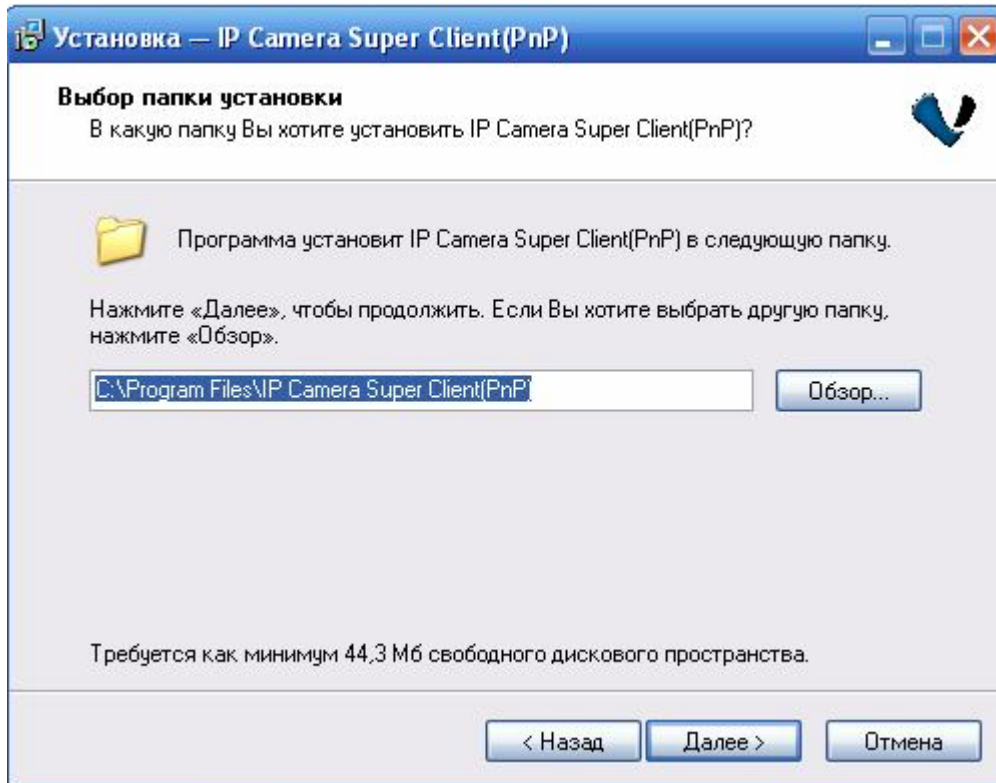 Установка — IP Camera Super Client(PnP)
Выбор папки установки
В какую папку Вы хотите установить IP Camera Super Client(PnP)?
Программа установит IP Camera Super Client(PnP) в следующую папку.
Нажмите «Далее», чтобы продолжить. Если Вы хотите выбрать другую папку,
нажмите «Обзор».
C:\Program Files\IP Camera Super Client(PnP)
Обзор...
Требуется как минимум 44,3 Мб свободного дискового пространства.
< Назад
Далее >
Отмена